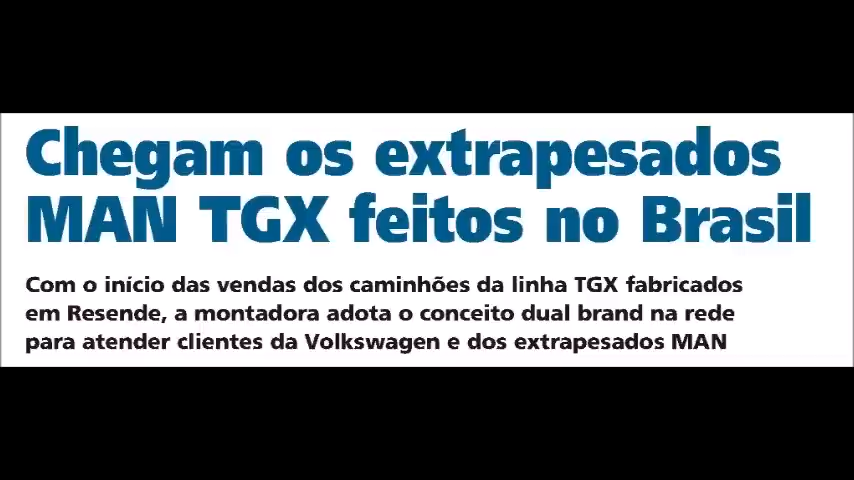 Chegam os extrapesados
MAN TGX feitos no Brasil
Com o início das vendas dos caminhões da linha TGX fabricados
em Resende, a montadora adota o conceito dual brand na rede
para atender clientes da Volkswagen e dos extrapesados MAN